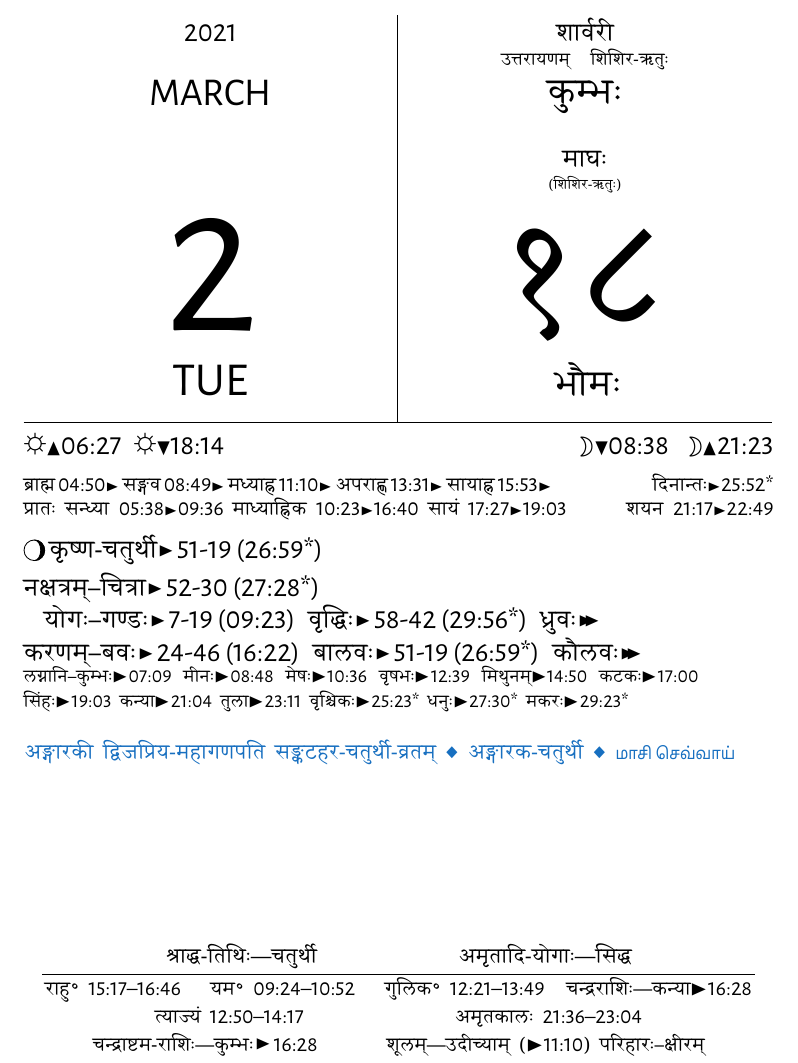 2021
MARCH
2
TUE
शार्वरी
उत्तरायणम् शिशिर-ऋतुः
कुम्भः
माघः
(शिशिर-ऋतुः)
१८
भौमः
☼▲06:27 ☼▼18:14 ☽▼08:38 ☽▲21:23
ब्राह्म 04:50► सङ्गव 08:49► मध्याह्न 11:10► अपराह्ण 13:31► सायाह्न 15:53► दिनान्तः►25:52*
प्रातः सन्ध्या 05:38►09:36 माध्याह्निक 10:23►16:40 सायं 17:27►19:03 शयन 21:17►22:49
🌖कृष्ण-चतुर्थी►51-19 (26:59*)
नक्षत्रम्–चित्रा►52-30 (27:28*)
योगः–गण्डः►7-19 (09:23) वृद्धिः►58-42 (29:56*) ध्रुवः►►
करणम्–बवः►24-46 (16:22) बालवः►51-19 (26:59*) कौलवः►►
लग्नानि–कुम्भः►07:09 मीनः►08:48 मेषः►10:36 वृषभः►12:39 मिथुनम्►14:50 कटकः►17:00
सिंहः►19:03 कन्या►21:04 तुला►23:11 वृश्चिकः►25:23* धनुः►27:30* मकरः►29:23*
अङ्गारकी द्विजप्रिय-महागणपति सङ्कटहर-चतुर्थी-व्रतम् ◆ अङ्गारक-चतुर्थी ◆ மாசி செவ்வாய்
श्राद्ध-तिथिः—चतुर्थी अमृतादि-योगाः—सिद्ध
राहु° 15:17–16:46 यम° 09:24–10:52 गुलिक° 12:21–13:49 चन्द्रराशिः—कन्या►16:28
त्याज्यं 12:50–14:17 अमृतकालः 21:36–23:04
चन्द्राष्टम-राशिः—कुम्भः►16:28 शूलम्—उदीच्याम् (►11:10) परिहारः–क्षीरम्